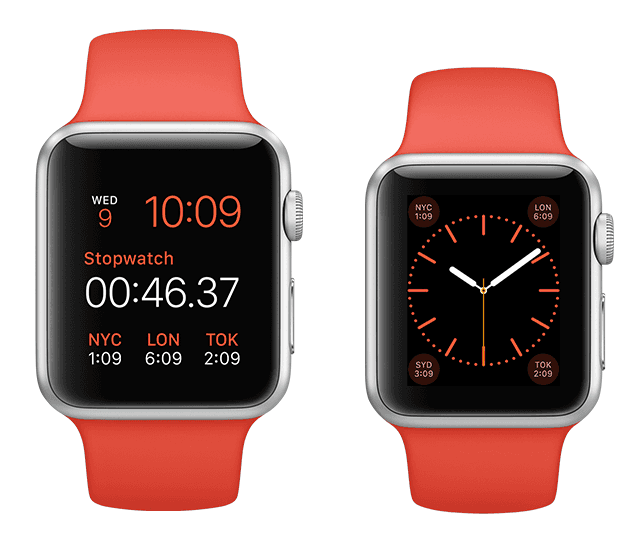 WED
9
10:09
Stopwatch
00:46.37
NYC LON TOK
1:09 6:09 2:09
NYC
1:09
LON
6:09
SYD
3:09
TOK
2:09